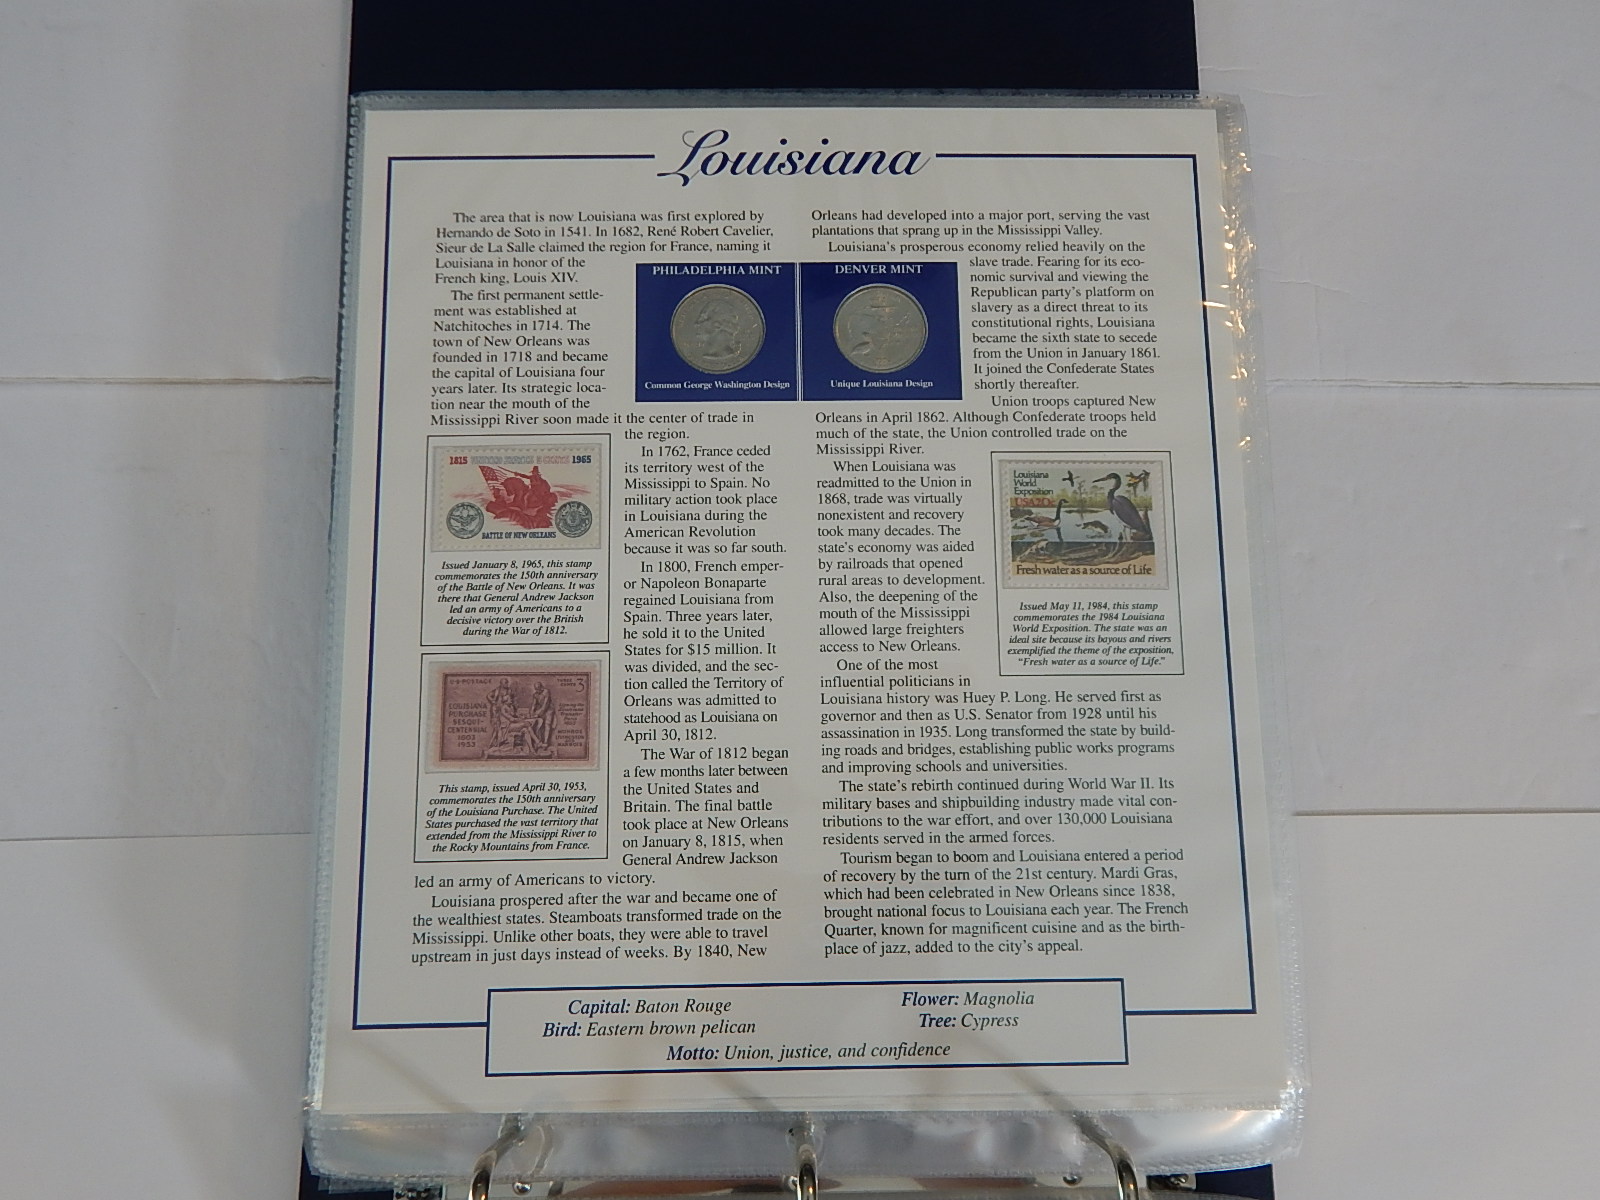 Louisiana
The area that is now Louisiana was first explored by
Hernando de Soto in 1541. In 1682, René Robert Cavelier,
Sieur de La Salle claimed the region for France, naming it
Louisiana in honor of the
French king, Louis XIV.
The first permanent settle-
ment was established at
Natchitoches in 1714. The
town of New Orleans was
founded in 1718 and became
the capital of Louisiana four
years later. Its strategic loca-
tion near the mouth of the
Mississippi River soon made it the center of trade in
the region.
In 1762, France ceded
its territory west of the
Mississippi to Spain. No
military action took place
in Louisiana during the
American Revolution
because it was so far south.
In 1800, French emper-
or Napoleon Bonaparte
regained Louisiana from
Spain. Three years later,
he sold it to the United
States for $15 million. It
was divided, and the sec-
tion called the Territory of
Orleans was admitted to
statehood as Louisiana on
April 30, 1812.
The War of 1812 began
a few months later between
the United States and
Britain. The final battle
took place at New Orleans
on January 8, 1815, when
General Andrew Jackson
led an army of Americans to victory.
Louisiana prospered after the war and became one of
the wealthiest states. Steamboats transformed trade on the
Mississippi. Unlike other boats, they were able to travel
upstream in just days instead of weeks. By 1840, New
PHILADELPHIA MINT
Common George Washington Design
DENVER MINT
Unique Louisiana Design
1815 1965
BATTLE OF NEW ORLEANS
Issued January 8, 1965, this stamp
commemorates the 150th anniversary
of the Battle of New Orleans. It was
there that General Andrew Jackson
led an army of Americans to a
decisive victory over the British
during the War of 1812.
U.S. POSTAGE
3
LOUISIANA
PURCHASE
SESQUI-
CENTENNIAL
1803
1953
This stamp, issued April 30, 1953,
commemorates the 150th anniversary
of the Louisiana Purchase. The United
States purchased the vast territory that
extended from the Mississippi River to
the Rocky Mountains from France.
Orleans had developed into a major port, serving the vast
plantations that sprang up in the Mississippi Valley.
Louisiana's prosperous economy relied heavily on the
slave trade. Fearing for its eco-
nomic survival and viewing the
Republican party's platform on
slavery as a direct threat to its
constitutional rights, Louisiana
became the sixth state to secede
from the Union in January 1861.
It joined the Confederate States
shortly thereafter.
Union troops captured New
Orleans in April 1862. Although Confederate troops held
much of the state, the Union controlled trade on the
Mississippi River.
When Louisiana was
readmitted to the Union in
1868, trade was virtually
nonexistent and recovery
took many decades. The
state's economy was aided
by railroads that opened
rural areas to development.
Also, the deepening of the
mouth of the Mississippi
allowed large freighters
access to New Orleans.
One of the most
influential politicians in
Louisiana history was Huey P. Long. He served first as
governor and then as U.S. Senator from 1928 until his
assassination in 1935. Long transformed the state by build-
ing roads and bridges, establishing public works programs
and improving schools and universities.
The state's rebirth continued during World War II. Its
military bases and shipbuilding industry made vital con-
tributions to the war effort, and over 130,000 Louisiana
residents served in the armed forces.
Tourism began to boom and Louisiana entered a period
of recovery by the turn of the 21st century. Mardi Gras,
which had been celebrated in New Orleans since 1838,
brought national focus to Louisiana each year. The French
Quarter, known for magnificent cuisine and as the birth-
place of jazz, added to the city's appeal.
Louisiana
World
Exposition
USA 20c
Fresh water as a source of Life
Issued May 11, 1984, this stamp
commemorates the 1984 Louisiana
World Exposition. The state was an
ideal site because its bayous and rivers
exemplified the theme of the exposition,
"Fresh water as a source of Life."
Capital: Baton Rouge
Bird: Eastern brown pelican
Flower: Magnolia
Tree: Cypress
Motto: Union, justice, and confidence